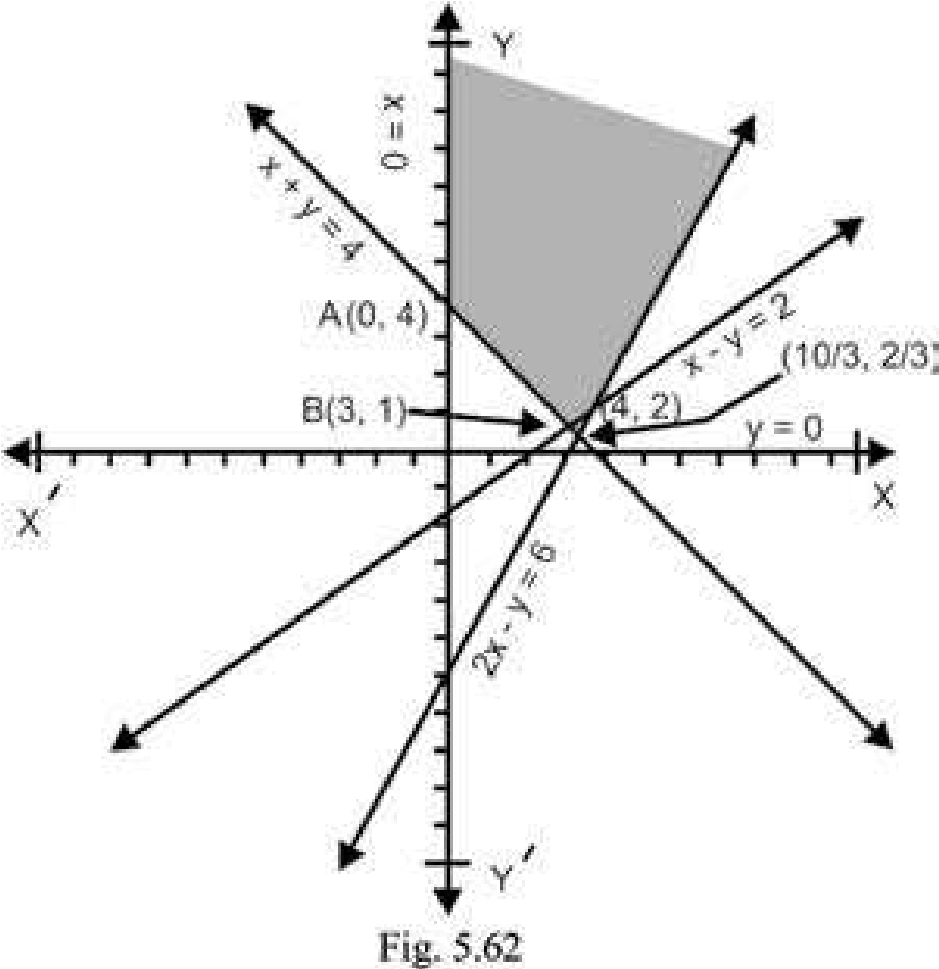 Y
x = 0
x + y = 4
A(0, 4)
x - y = 2
(10/3, 2/3)
B(3, 1)
(4, 2)
y = 0
X′
X
2x - y = 6
Y′
Fig. 5.62